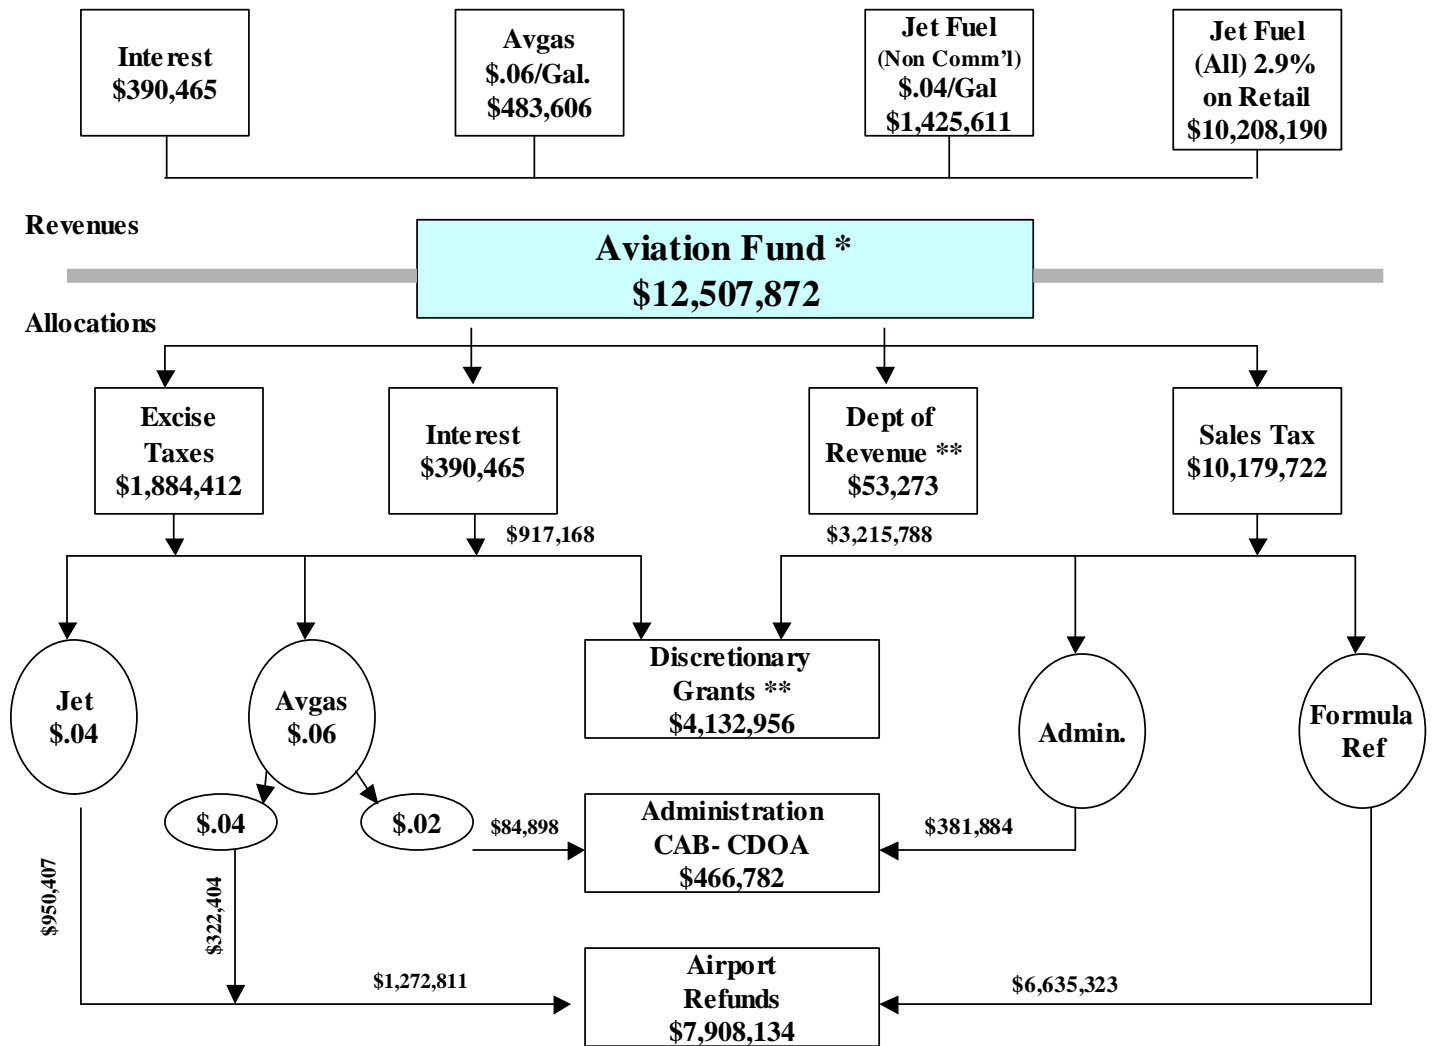 Interest
$390,465
Avgas
$.06/Gal.
$483,606
Jet Fuel
(Non Comm'l)
$.04/Gal
$1,425,611
Jet Fuel
(All) 2.9%
on Retail
$10,208,190
Revenues
Aviation Fund *
$12,507,872
Allocations
Excise
Taxes
$1,884,412
Interest
$390,465
Dept of
Revenue **
$53,273
Sales Tax
$10,179,722
$917,168
$3,215,788
Jet
$.04
Avgas
$.06
Discretionary
Grants **
$4,132,956
Admin.
Formula
Ref
$.04
$.02
$84,898
Administration
CAB- CDOA
$466,782
$381,884
$950,407
$322,404
$1,272,811
Airport
Refunds
$7,908,134
$6,635,323